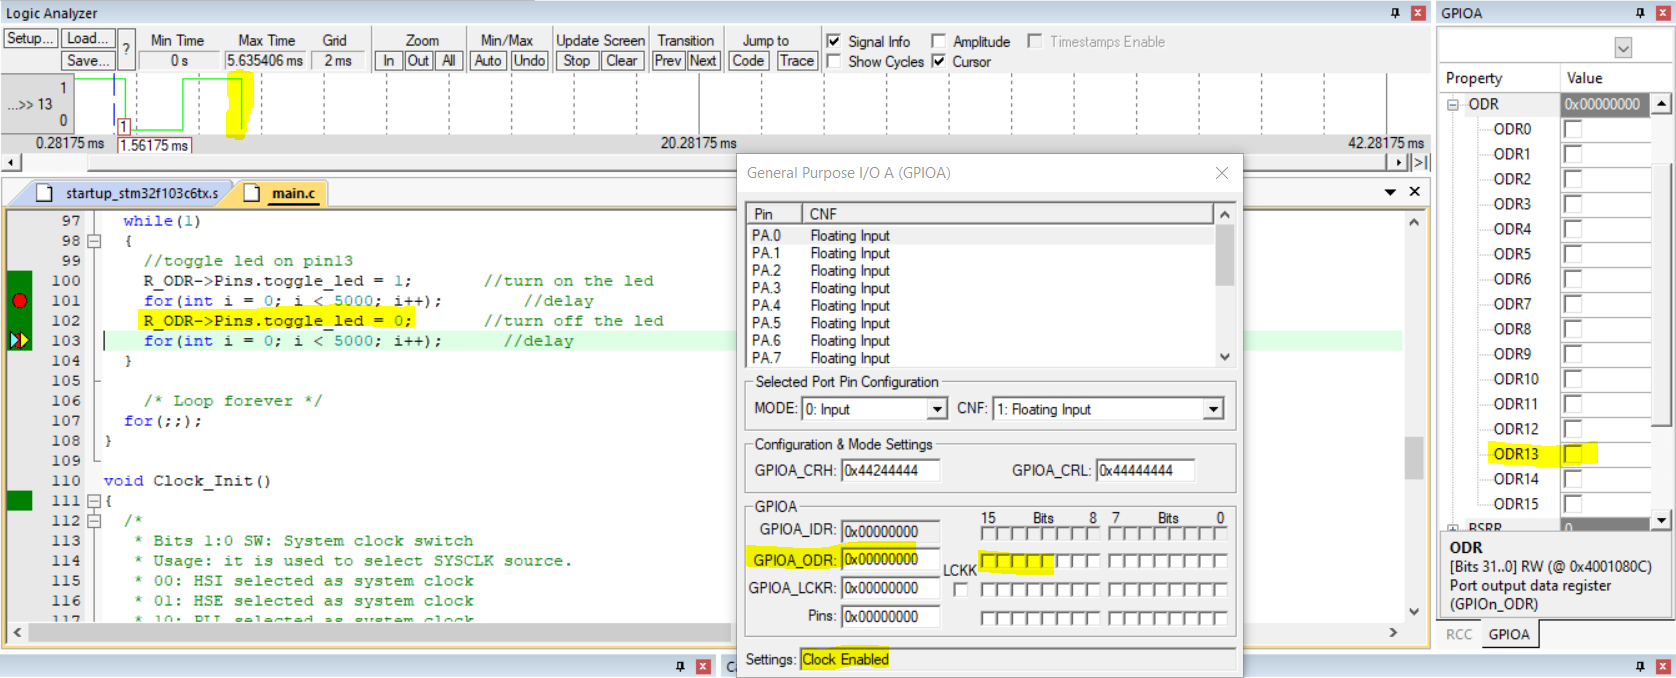 Logic Analyzer
Setup... Load... Save... ?
Min Time Max Time Grid
0 s 5.635406 ms 2 ms
Zoom
In Out All
Min/Max
Auto Undo
Update Screen
Stop Clear
Transition
Prev Next
Jump to
Code Trace
Signal Info Amplitude Timestamps Enable
Show Cycles Cursor
1
...>> 13
0
1
0.28175 ms 1.56175 ms 20.28175 ms 42.28175 ms
startup_stm32f103c6tx.s main.c
97 while(1)
98 {
99 //toggle led on pin13
100 R_ODR->Pins.toggle_led = 1; //turn on the led
101 for(int i = 0; i < 5000; i++); //delay
102 R_ODR->Pins.toggle_led = 0; //turn off the led
103 for(int i = 0; i < 5000; i++); //delay
104 }
105
106 /* Loop forever */
107 for(;;);
108 }
109
110 void Clock_Init()
111 {
112 /*
113 * Bits 1:0 SW: System clock switch
114 * Usage: it is used to select SYSCLK source.
115 * 00: HSI selected as system clock
116 * 01: HSE selected as system clock
117 * 10: PLL selected as system clock
General Purpose I/O A (GPIOA)
Pin CNF
PA.0 Floating Input
PA.1 Floating Input
PA.2 Floating Input
PA.3 Floating Input
PA.4 Floating Input
PA.5 Floating Input
PA.6 Floating Input
PA.7 Floating Input
Selected Port Pin Configuration
MODE: 0: Input CNF: 1: Floating Input
Configuration & Mode Settings
GPIOA_CRH: 0x44244444 GPIOA_CRL: 0x44444444
GPIOA
15 Bits 8 7 Bits 0
GPIOA_IDR: 0x00000000
GPIOA_ODR: 0x00000000
LCKK
GPIOA_LCKR: 0x00000000
Pins: 0x00000000
Settings: Clock Enabled
GPIOA
Property Value
ODR 0x00000000
ODR0
ODR1
ODR2
ODR3
ODR4
ODR5
ODR6
ODR7
ODR8
ODR9
ODR10
ODR11
ODR12
ODR13
ODR14
ODR15
BSRR 0
ODR
[Bits 31..0] RW (@ 0x4001080C)
Port output data register
(GPIOn_ODR)
RCC GPIOA